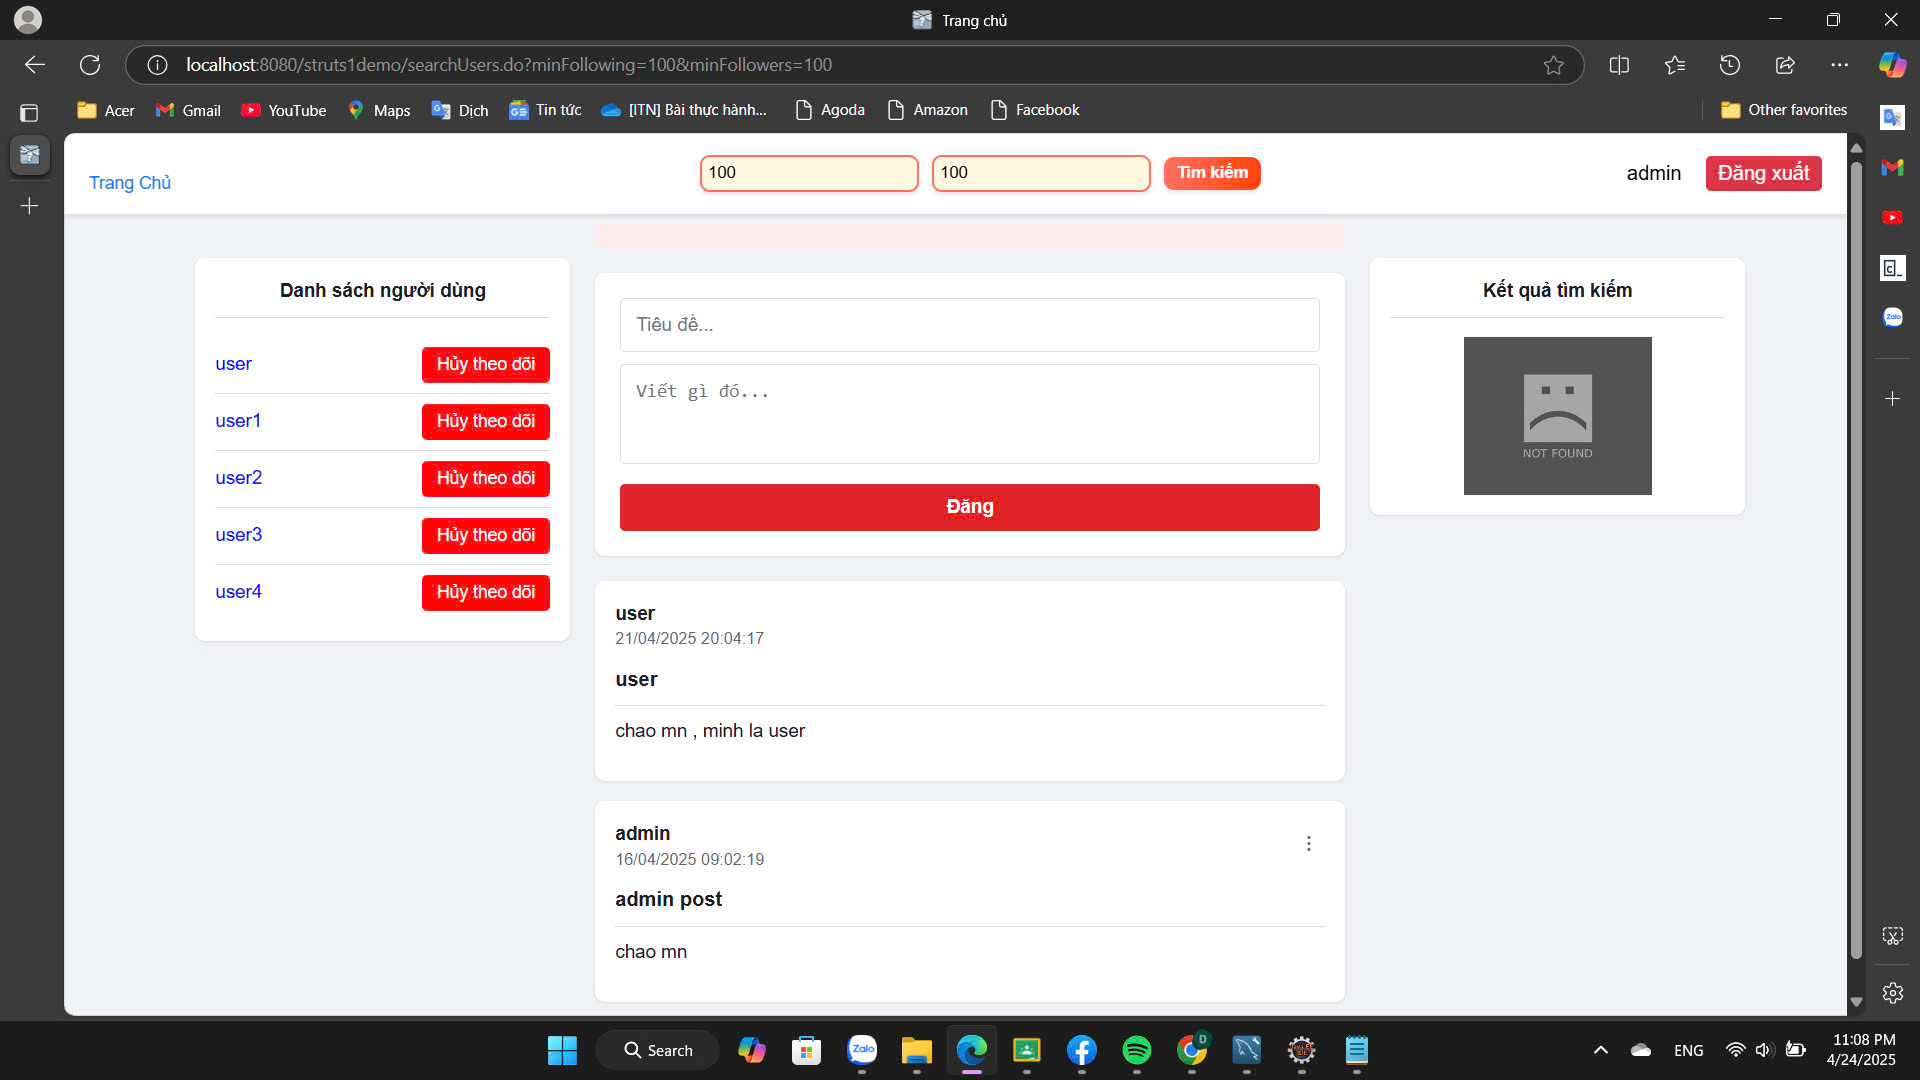 Trang chủ
localhost:8080/struts1demo/searchUsers.do?minFollowing=100&minFollowers=100
Acer
Gmail
YouTube
Maps
Dịch
Tin tức
[ITN] Bài thực hành...
Agoda
Amazon
Facebook
Other favorites
Trang Chủ
100
100
Tìm kiếm
admin
Đăng xuất
Danh sách người dùng
user
Hủy theo dõi
user1
Hủy theo dõi
user2
Hủy theo dõi
user3
Hủy theo dõi
user4
Hủy theo dõi
Tiêu đề...
Viết gì đó...
Đăng
user
21/04/2025 20:04:17
user
chao mn , minh la user
admin
16/04/2025 09:02:19
admin post
chao mn
Kết quả tìm kiếm
NOT FOUND
Zalo
Search
Zalo
D
ENG
11:08 PM
4/24/2025